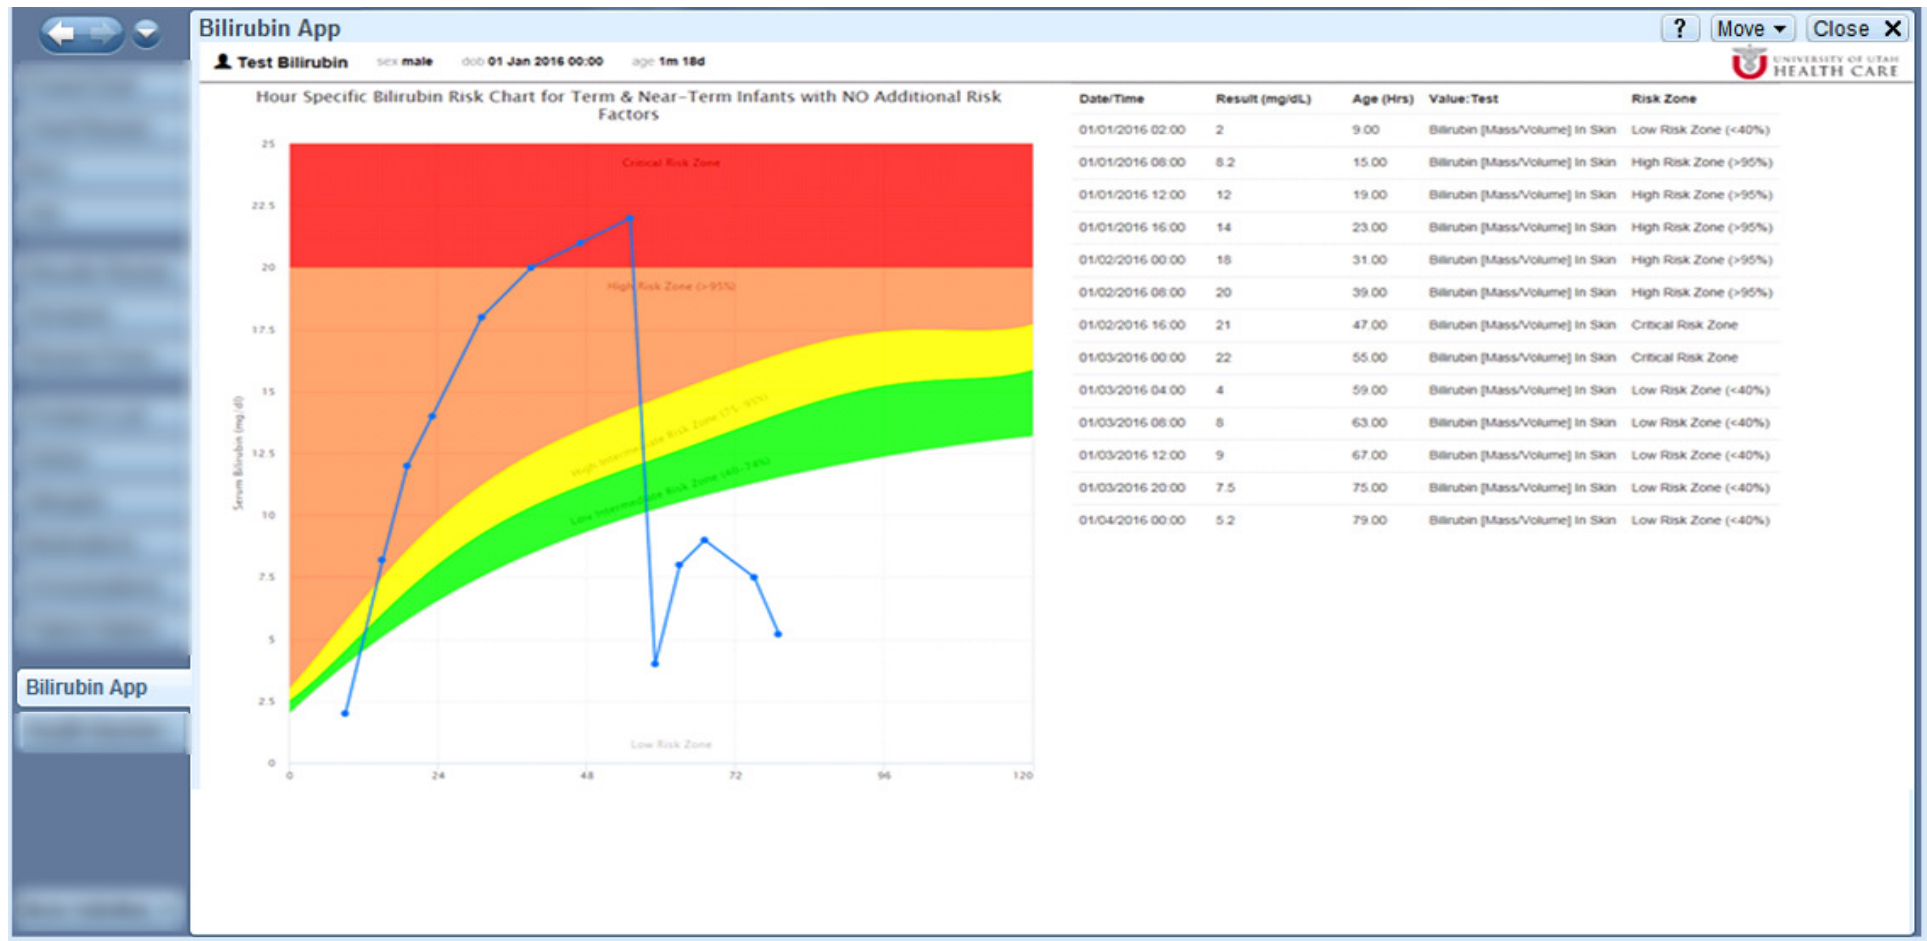 Bilirubin App
? Move Close X
Test Bilirubin sex male dob 01 Jan 2016 00:00 age 1m 18d
UNIVERSITY OF UTAH
HEALTH CARE
Hour Specific Bilirubin Risk Chart for Term & Near-Term Infants with NO Additional Risk
Factors
25
22.5
20
17.5
15
12.5
10
7.5
5
2.5
0
Serum Bilirubin (mg/dl)
Critical Risk Zone
High Risk Zone (>95%)
High Intermediate Risk Zone (75-95%)
Low Intermediate Risk Zone (40-74%)
Low Risk Zone
0 24 48 72 96 120
Date/Time Result (mg/dL) Age (Hrs) Value:Test Risk Zone
01/01/2016 02:00 2 9.00 Bilirubin [Mass/Volume] In Skin Low Risk Zone (<40%)
01/01/2016 08:00 8.2 15.00 Bilirubin [Mass/Volume] In Skin High Risk Zone (>95%)
01/01/2016 12:00 12 19.00 Bilirubin [Mass/Volume] In Skin High Risk Zone (>95%)
01/01/2016 16:00 14 23.00 Bilirubin [Mass/Volume] In Skin High Risk Zone (>95%)
01/02/2016 00:00 18 31.00 Bilirubin [Mass/Volume] In Skin High Risk Zone (>95%)
01/02/2016 08:00 20 39.00 Bilirubin [Mass/Volume] In Skin High Risk Zone (>95%)
01/02/2016 16:00 21 47.00 Bilirubin [Mass/Volume] In Skin Critical Risk Zone
01/03/2016 00:00 22 55.00 Bilirubin [Mass/Volume] In Skin Critical Risk Zone
01/03/2016 04:00 4 59.00 Bilirubin [Mass/Volume] In Skin Low Risk Zone (<40%)
01/03/2016 08:00 8 63.00 Bilirubin [Mass/Volume] In Skin Low Risk Zone (<40%)
01/03/2016 12:00 9 67.00 Bilirubin [Mass/Volume] In Skin Low Risk Zone (<40%)
01/03/2016 20:00 7.5 75.00 Bilirubin [Mass/Volume] In Skin Low Risk Zone (<40%)
01/04/2016 00:00 5.2 79.00 Bilirubin [Mass/Volume] In Skin Low Risk Zone (<40%)
Bilirubin App